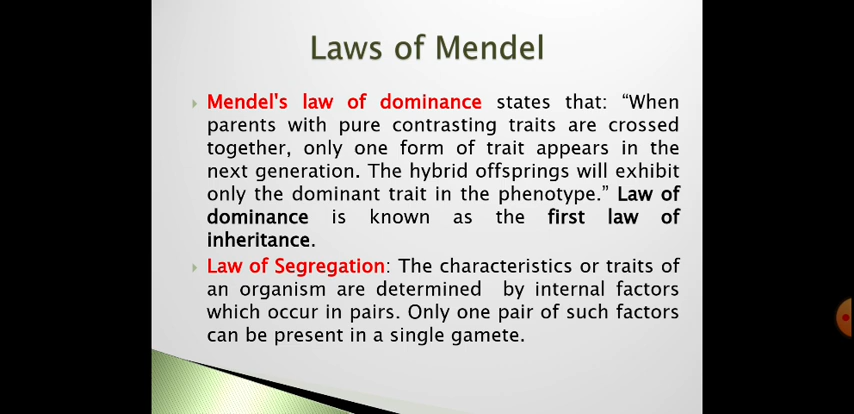 Laws of Mendel
Mendel's law of dominance states that: “When
parents with pure contrasting traits are crossed
together, only one form of trait appears in the
next generation. The hybrid offsprings will exhibit
only the dominant trait in the phenotype.” Law of
dominance is known as the first law of
inheritance.
Law of Segregation: The characteristics or traits of
an organism are determined by internal factors
which occur in pairs. Only one pair of such factors
can be present in a single gamete.